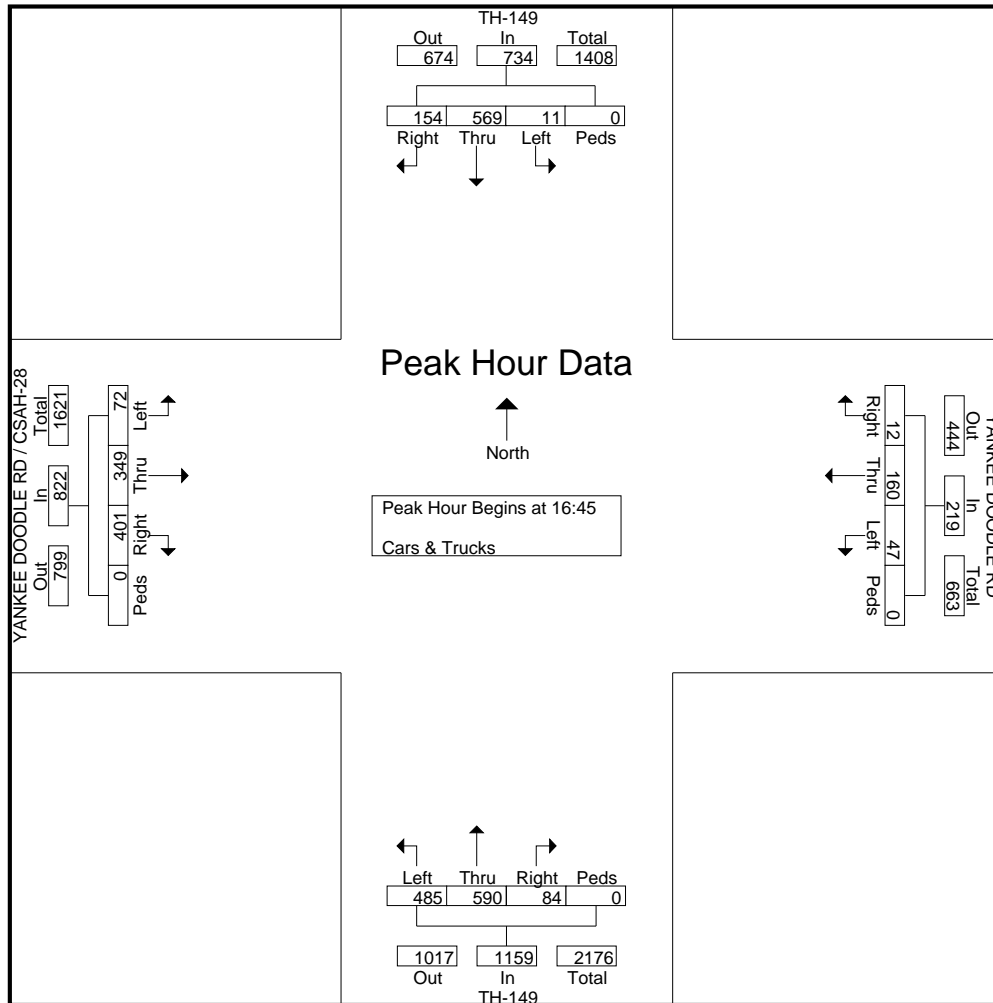 TH-149
Out In Total
674 734 1408
154 569 11 0
Right Thru Left Peds
Peak Hour Data
North
Peak Hour Begins at 16:45
Cars & Trucks
YANKEE DOODLE RD / CSAH-28
Total In Out
1621 822 799
72 349 401 0
Left Thru Right Peds
YANKEE DOODLE RD
Out In Total
444 219 663
12 160 47 0
Right Thru Left Peds
Left Thru Right Peds
485 590 84 0
1017 1159 2176
Out In Total
TH-149